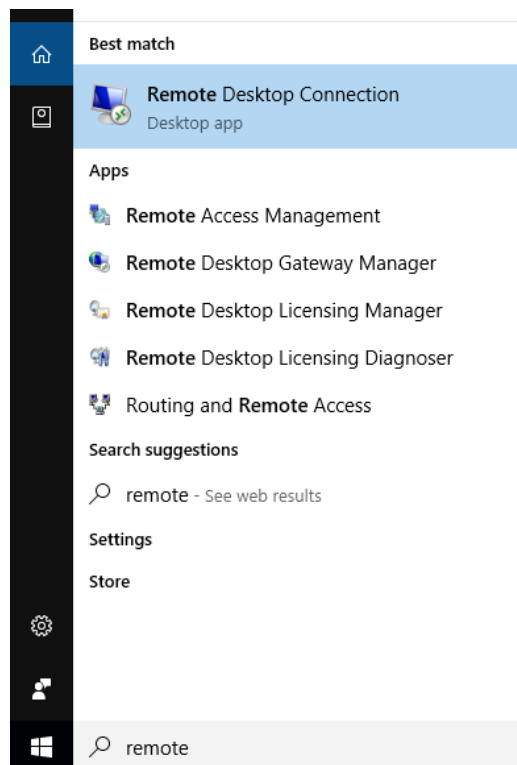 Best match
Remote Desktop Connection
Desktop app
Apps
Remote Access Management
Remote Desktop Gateway Manager
Remote Desktop Licensing Manager
Remote Desktop Licensing Diagnoser
Routing and Remote Access
Search suggestions
remote - See web results
Settings
Store
remote